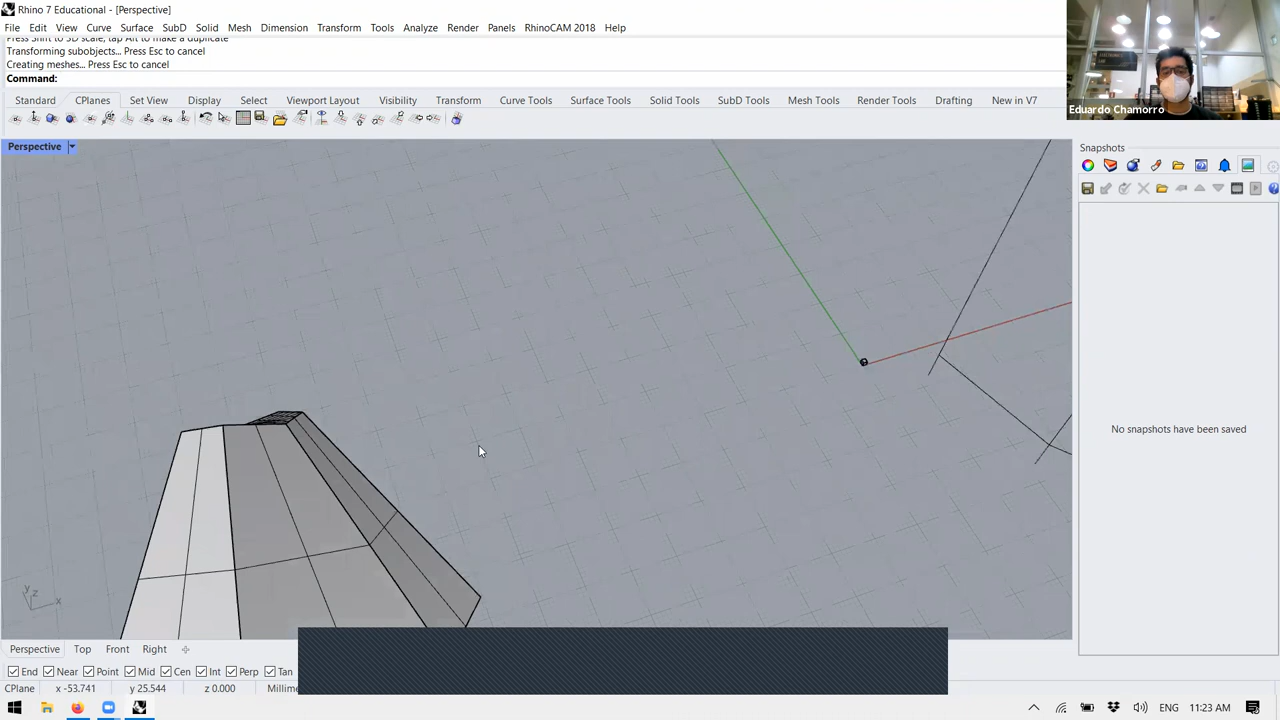 Rhino 7 Educational - [Perspective]
File Edit View Curve Surface SubD Solid Mesh Dimension Transform Tools Analyze Render Panels RhinoCAM 2018 Help
Transforming subobjects... Press Esc to cancel
Creating meshes... Press Esc to cancel
Command:
Standard CPlanes Set View Display Select Viewport Layout Visibility Transform Curve Tools Surface Tools Solid Tools SubD Tools Mesh Tools Render Tools Drafting New in V7
Eduardo Chamorro
Perspective
Snapshots
No snapshots have been saved
y
z
x
Perspective Top Front Right
End Near Point Mid Cen Int Perp Tan
CPlane x -53.741 y 25.544 z 0.000
ENG 11:23 AM